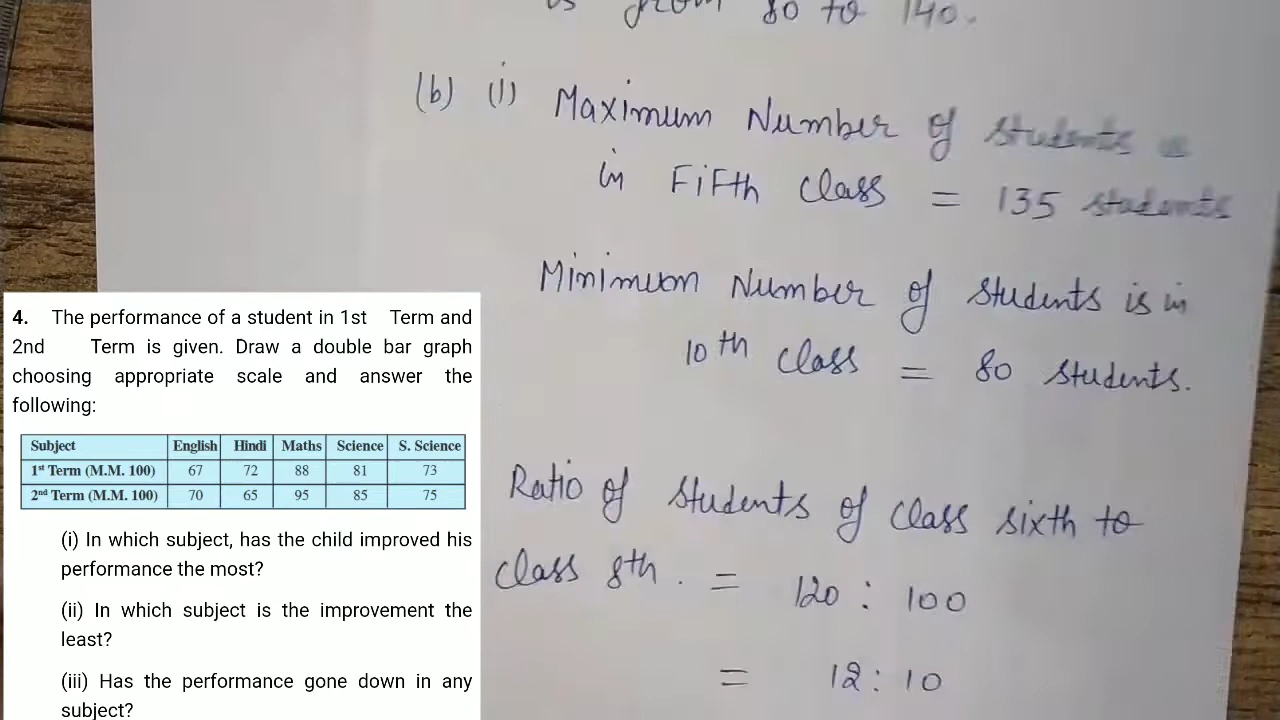 is from 80 to 140.
(b) (i) Maximum Number of students is
in Fifth class = 135 students
Minimum Number of students is in
10th class = 80 students.
Ratio of students of class sixth to
class 8th. = 120 : 100
= 12 : 10
4. The performance of a student in 1st Term and
2nd Term is given. Draw a double bar graph
choosing appropriate scale and answer the
following:
Subject English Hindi Maths Science S. Science
1st Term (M.M. 100) 67 72 88 81 73
2nd Term (M.M. 100) 70 65 95 85 75
(i) In which subject, has the child improved his
performance the most?
(ii) In which subject is the improvement the
least?
(iii) Has the performance gone down in any
subject?